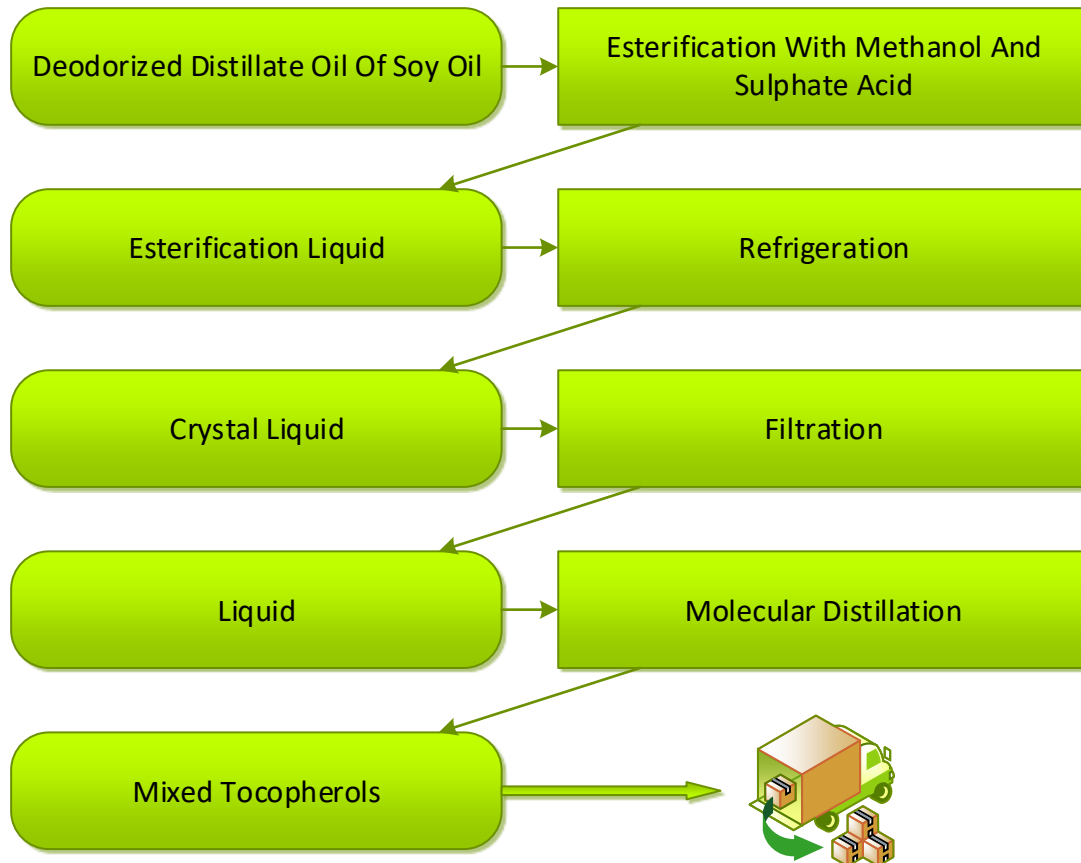 Deodorized Distillate Oil Of Soy Oil
Esterification With Methanol And
Sulphate Acid
Esterification Liquid
Refrigeration
Crystal Liquid
Filtration
Liquid
Molecular Distillation
Mixed Tocopherols